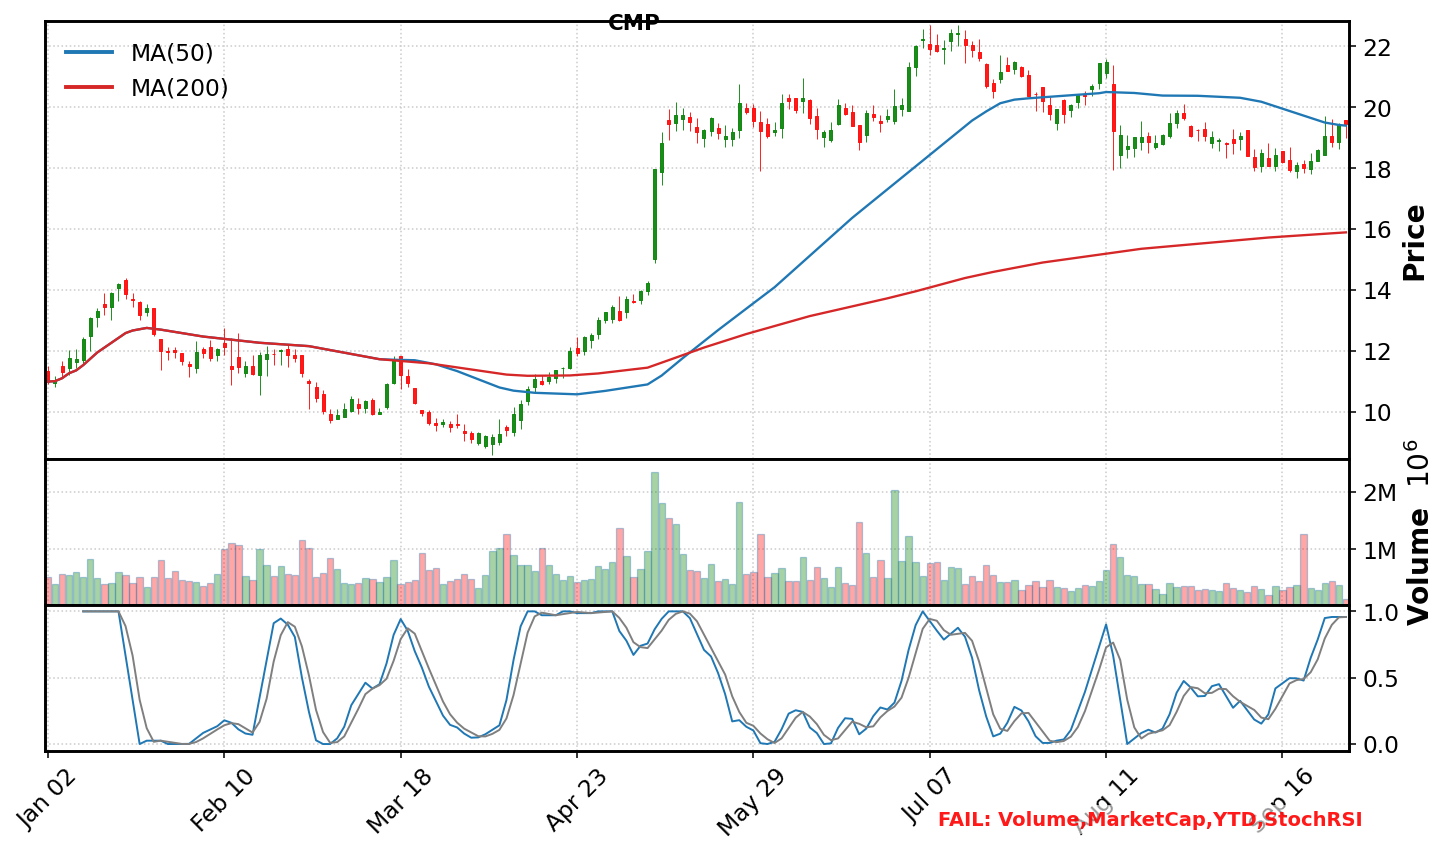 CMP
MA(50)
MA(200)
22
20
18
16
14
12
10
Price
2M
1M
Volume 10⁶
1.0
0.5
0.0
Jan 02
Feb 10
Mar 18
Apr 23
May 29
Jul 07
Aug 11
Sep 16
FAIL: Volume,MarketCap,YTD,StochRSI